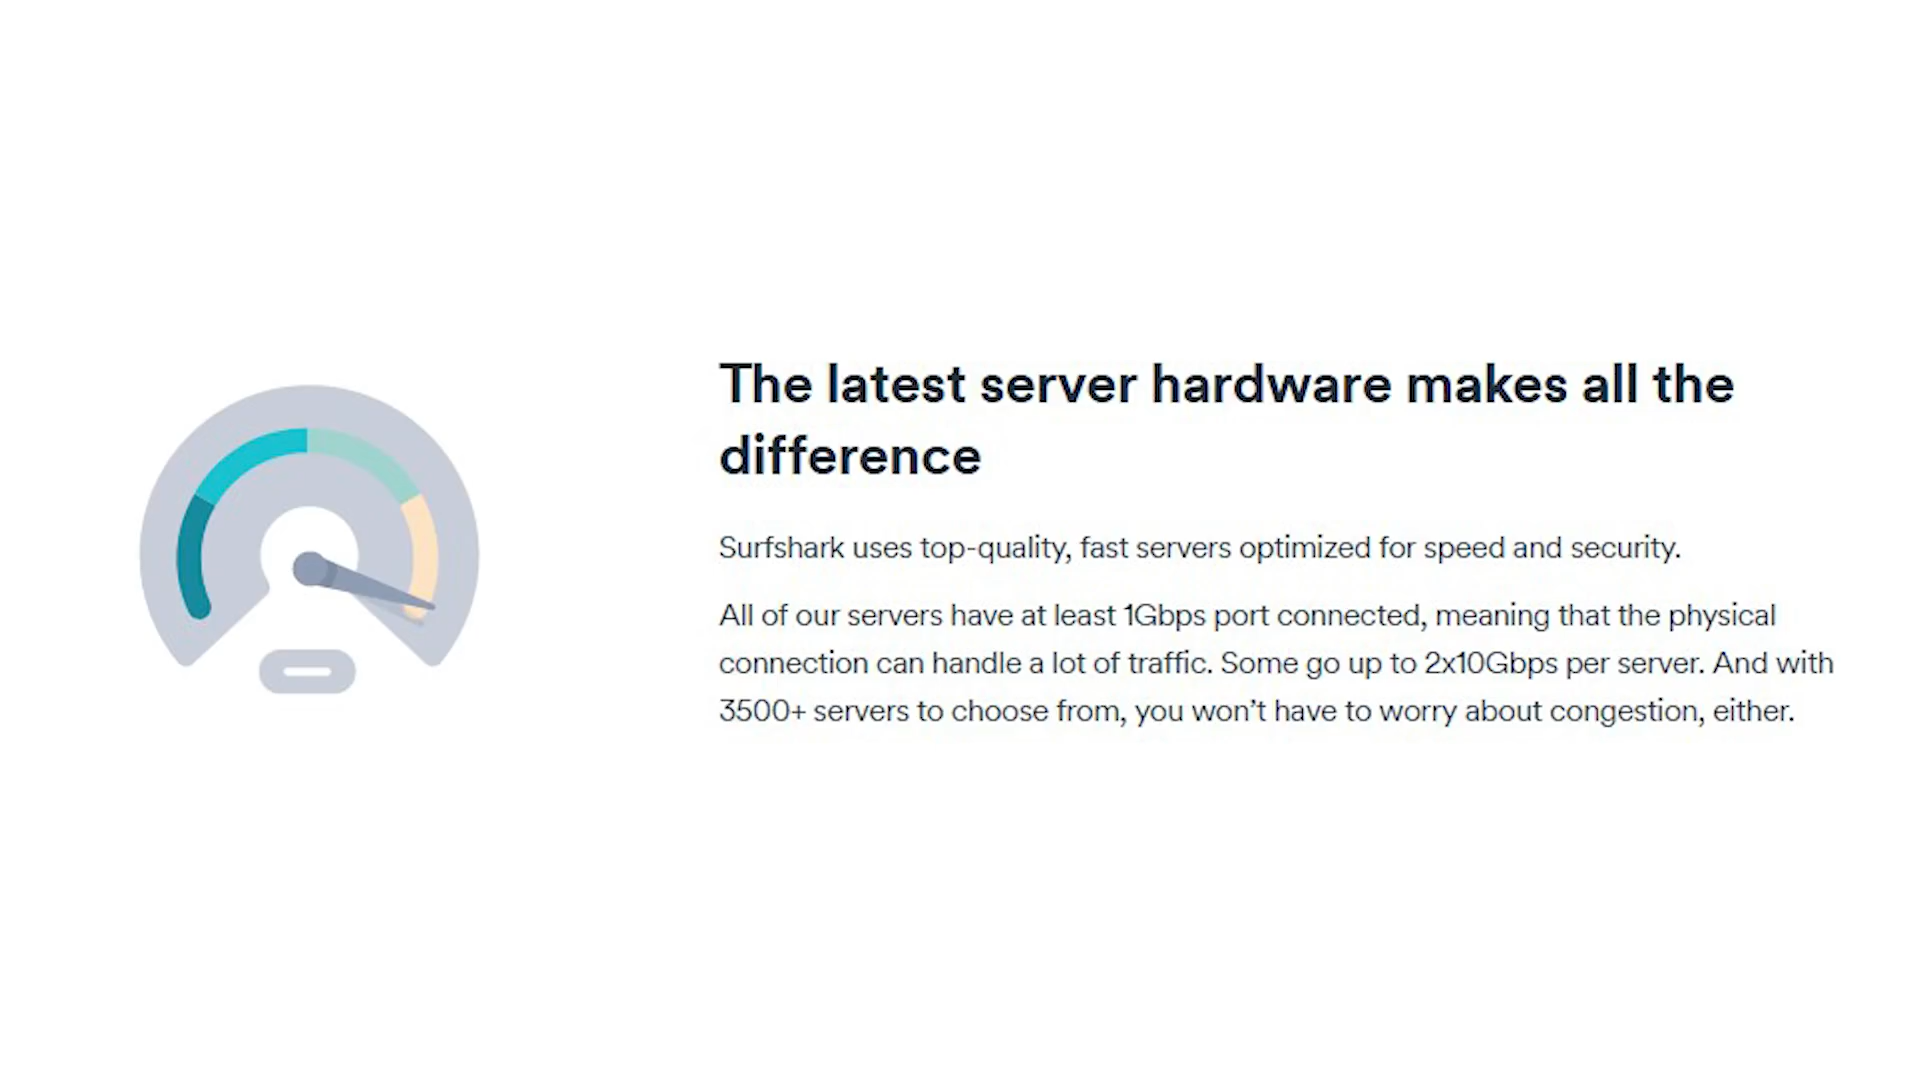 The latest server hardware makes all the
difference
Surfshark uses top-quality, fast servers optimized for speed and security.
All of our servers have at least 1Gbps port connected, meaning that the physical
connection can handle a lot of traffic. Some go up to 2x10Gbps per server. And with
3500+ servers to choose from, you won’t have to worry about congestion, either.